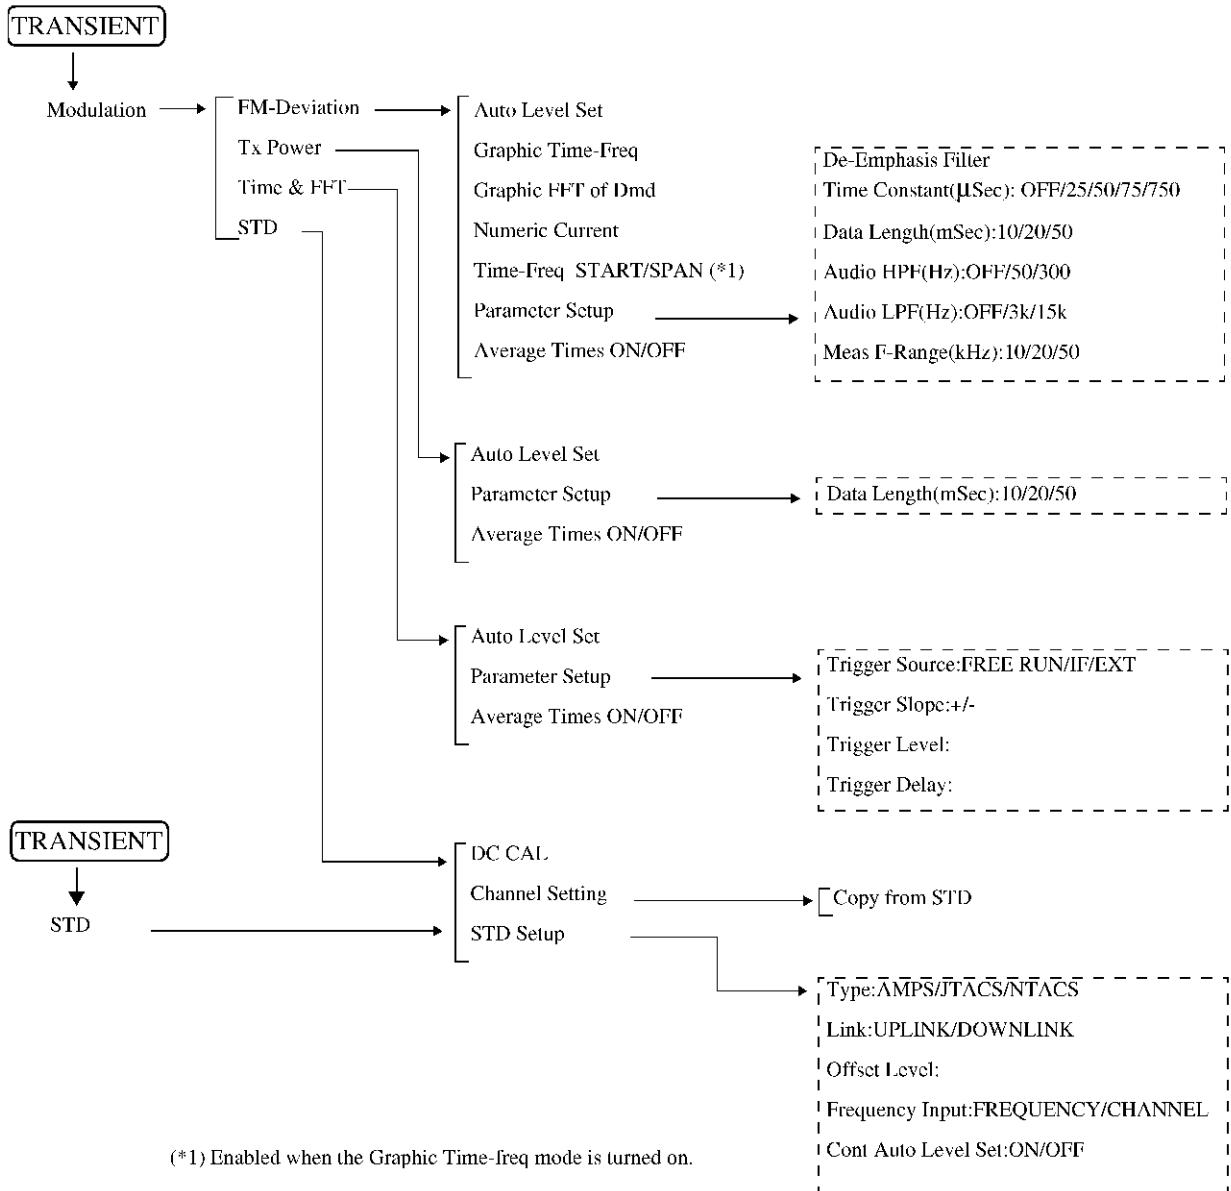 TRANSIENT
Modulation
FM-Deviation
Tx Power
Time & FFT
STD
Auto Level Set
Graphic Time-Freq
Graphic FFT of Dmd
Numeric Current
Time-Freq START/SPAN (*1)
Parameter Setup
Average Times ON/OFF
De-Emphasis Filter
Time Constant(µSec): OFF/25/50/75/750
Data Length(mSec):10/20/50
Audio HPF(Hz):OFF/50/300
Audio LPF(Hz):OFF/3k/15k
Meas F-Range(kHz):10/20/50
Auto Level Set
Parameter Setup
Average Times ON/OFF
Data Length(mSec):10/20/50
Auto Level Set
Parameter Setup
Average Times ON/OFF
Trigger Source:FREE RUN/IF/EXT
Trigger Slope:+/-
Trigger Level:
Trigger Delay:
TRANSIENT
STD
DC CAL
Channel Setting
STD Setup
Copy from STD
Type:AMPS/JTACS/NTACS
Link:UPLINK/DOWNLINK
Offset Level:
Frequency Input:FREQUENCY/CHANNEL
Cont Auto Level Set:ON/OFF
(*1) Enabled when the Graphic Time-freq mode is turned on.